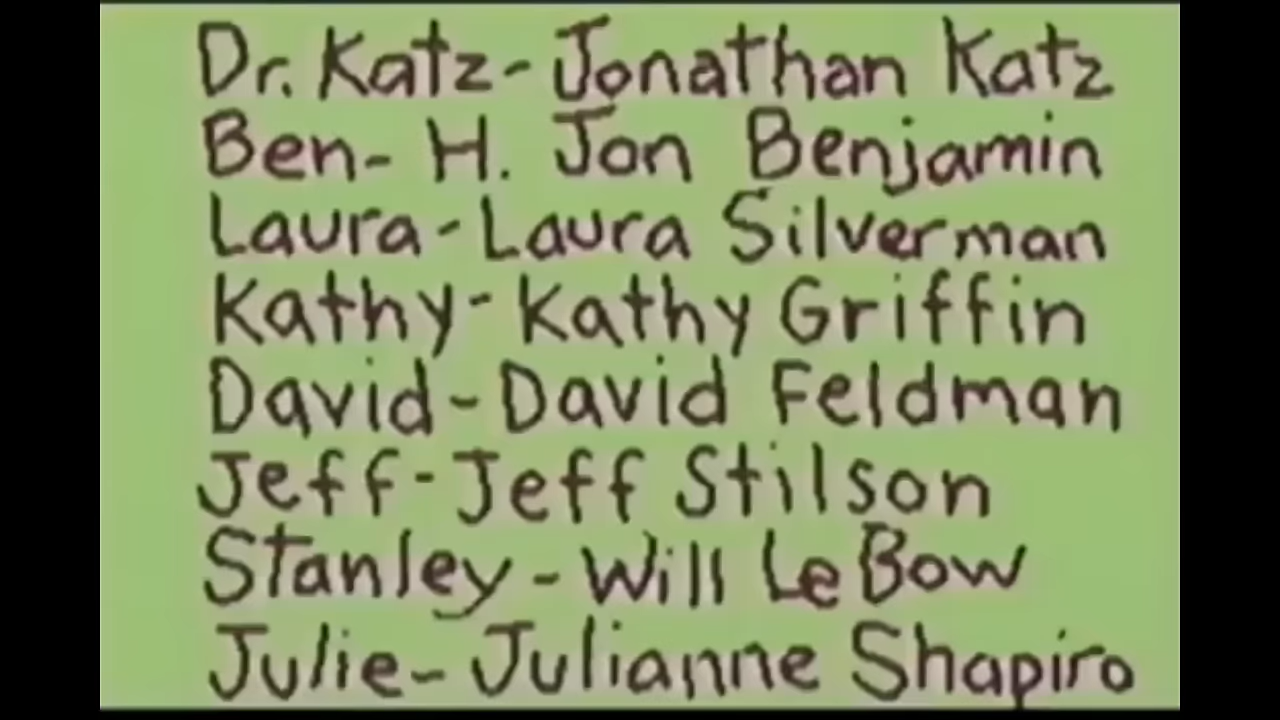 Dr. Katz- Jonathan Katz
Ben- H. Jon Benjamin
Laura- Laura Silverman
Kathy- Kathy Griffin
David- David Feldman
Jeff- Jeff Stilson
Stanley- Will LeBow
Julie- Julianne Shapiro